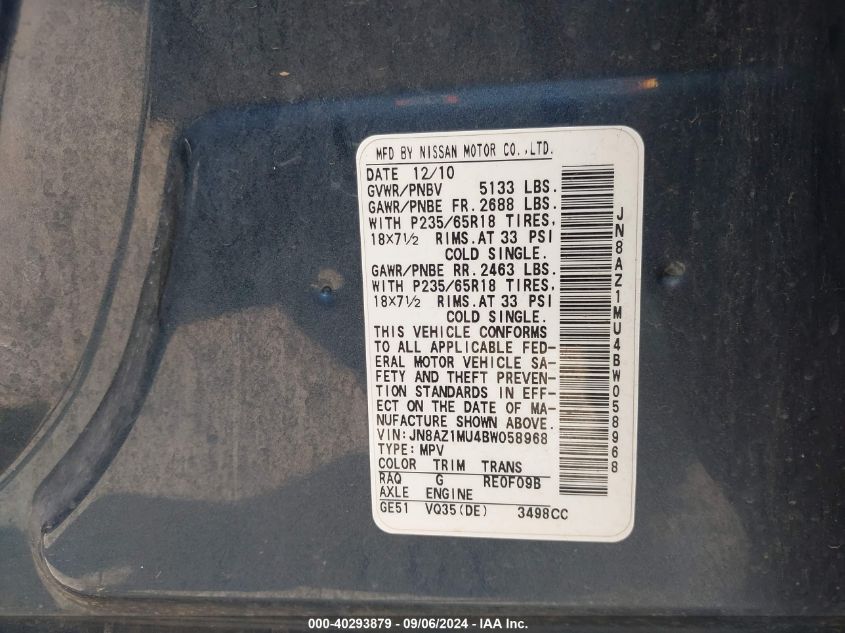 MFD BY NISSAN MOTOR CO.,LTD.
DATE 12/10
GVWR/PNBV 5133 LBS.
GAWR/PNBE FR. 2688 LBS.
WITH P235/65R18 TIRES,
18×7½ RIMS.AT 33 PSI
COLD SINGLE.
GAWR/PNBE RR. 2463 LBS.
WITH P235/65R18 TIRES,
18×7½ RIMS.AT 33 PSI
COLD SINGLE.
THIS VEHICLE CONFORMS
TO ALL APPLICABLE FED-
ERAL MOTOR VEHICLE SA-
FETY AND THEFT PREVEN-
TION STANDARDS IN EFF-
ECT ON THE DATE OF MA-
NUFACTURE SHOWN ABOVE.
VIN:JN8AZ1MU4BW058968
TYPE:MPV
COLOR TRIM TRANS
RAQ G RE0F09B
AXLE ENGINE
GE51 VQ35(DE) 3498CC
JN8AZ1MU4BW058968
000-40293879 - 09/06/2024 - IAA Inc.